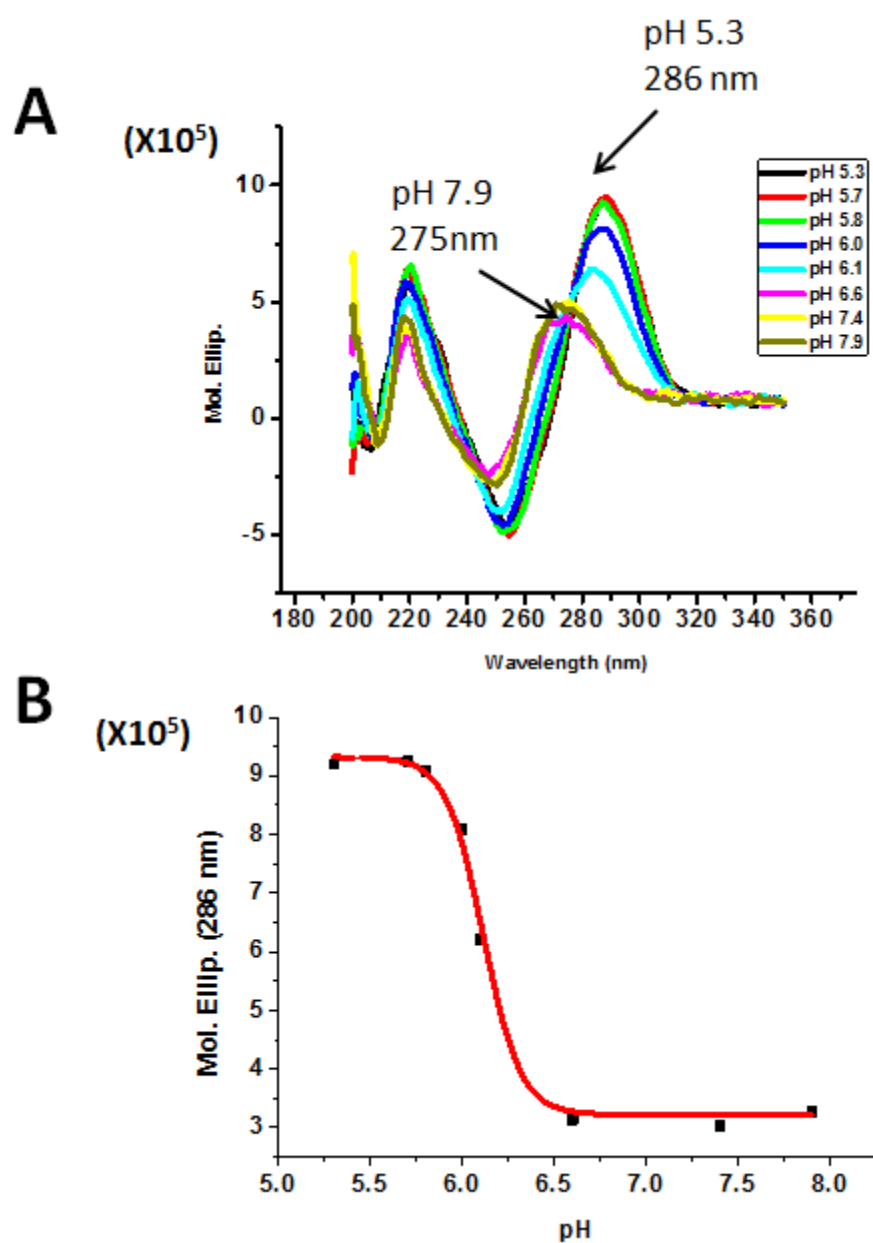 A
(X10⁵)
pH 5.3
286 nm
pH 7.9
275nm
pH 5.3
pH 5.7
pH 5.8
pH 6.0
pH 6.1
pH 6.6
pH 7.4
pH 7.9
Mol. Ellip.
10
5
0
-5
180 200 220 240 260 280 300 320 340 360
Wavelength (nm)
B
(X10⁵)
Mol. Ellip. (286 nm)
10
9
8
7
6
5
4
3
5.0 5.5 6.0 6.5 7.0 7.5 8.0
pH